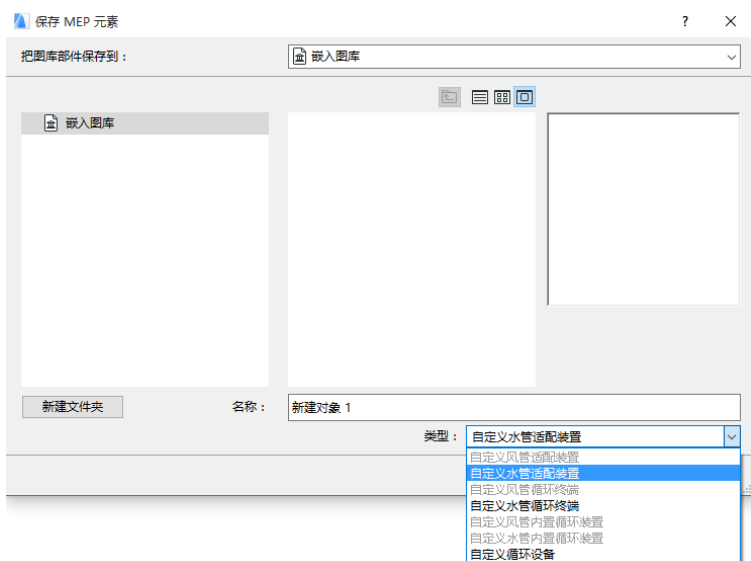 保存 MEP 元素
?
把图库部件保存到：
嵌入图库
嵌入图库
新建文件夹
名称：
新建对象 1
类型：
自定义水管适配装置
自定义风管适配装置
自定义水管适配装置
自定义风管循环终端
自定义水管循环终端
自定义风管内置循环装置
自定义水管内置循环装置
自定义循环设备